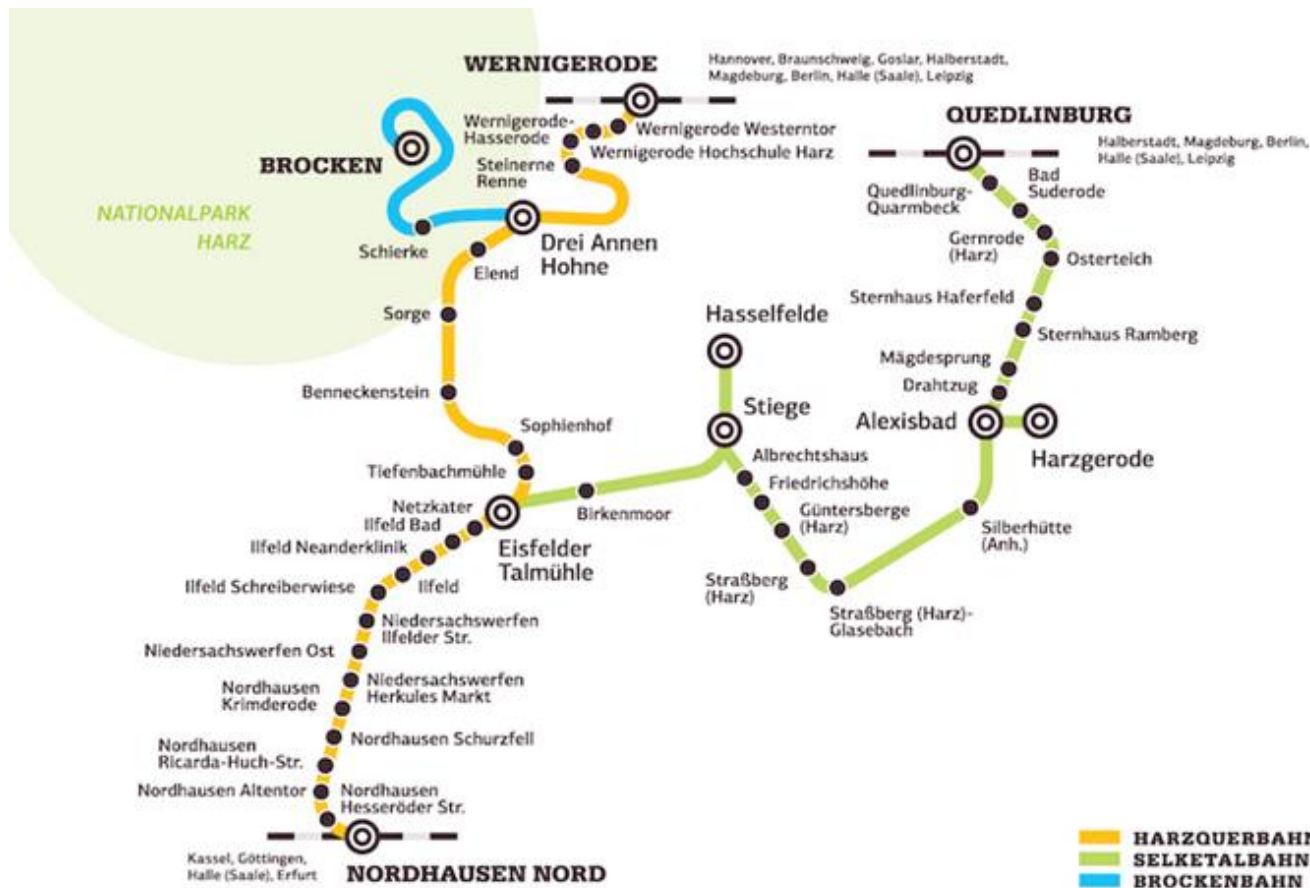 WERNIGERODE
Hannover, Braunschweig, Goslar, Halberstadt,
Magdeburg, Berlin, Halle (Saale), Leipzig
Wernigerode-
Hasserode
Wernigerode Westerntor
Wernigerode Hochschule Harz
Steinerne
Renne
BROCKEN
QUEDLINBURG
Halberstadt, Magdeburg, Berlin,
Halle (Saale), Leipzig
Quedlinburg-
Quarmbeck
Bad
Suderode
NATIONALPARK
HARZ
Schierke
Drei Annen
Hohne
Elend
Gernrode
(Harz)
Osterteich
Sorge
Sternhaus Haferfeld
Hasselfelde
Sternhaus Ramberg
Mägdesprung
Drahtzug
Benneckenstein
Stiege
Alexisbad
Harzgerode
Sophienhof
Tiefenbachmühle
Albrechtshaus
Friedrichshöhe
Netzkater
Birkenmoor
Güntersberge
(Harz)
Silberhütte
(Anh.)
Ilfeld Bad
Ilfeld Neanderklinik
Eisfelder
Talmühle
Ilfeld Schreiberwiese
Ilfeld
Straßberg
(Harz)
Straßberg (Harz)-
Glasebach
Niedersachswerfen
Ilfelder Str.
Niedersachswerfen Ost
Niedersachswerfen
Herkules Markt
Nordhausen
Krimderode
Nordhausen Schurzfell
Nordhausen
Ricarda-Huch-Str.
Nordhausen Altentor
Nordhausen
Hesseröder Str.
Kassel, Göttingen,
Halle (Saale), Erfurt
NORDHAUSEN NORD
HARZQUERBAHN
SELKETALBAHN
BROCKENBAHN